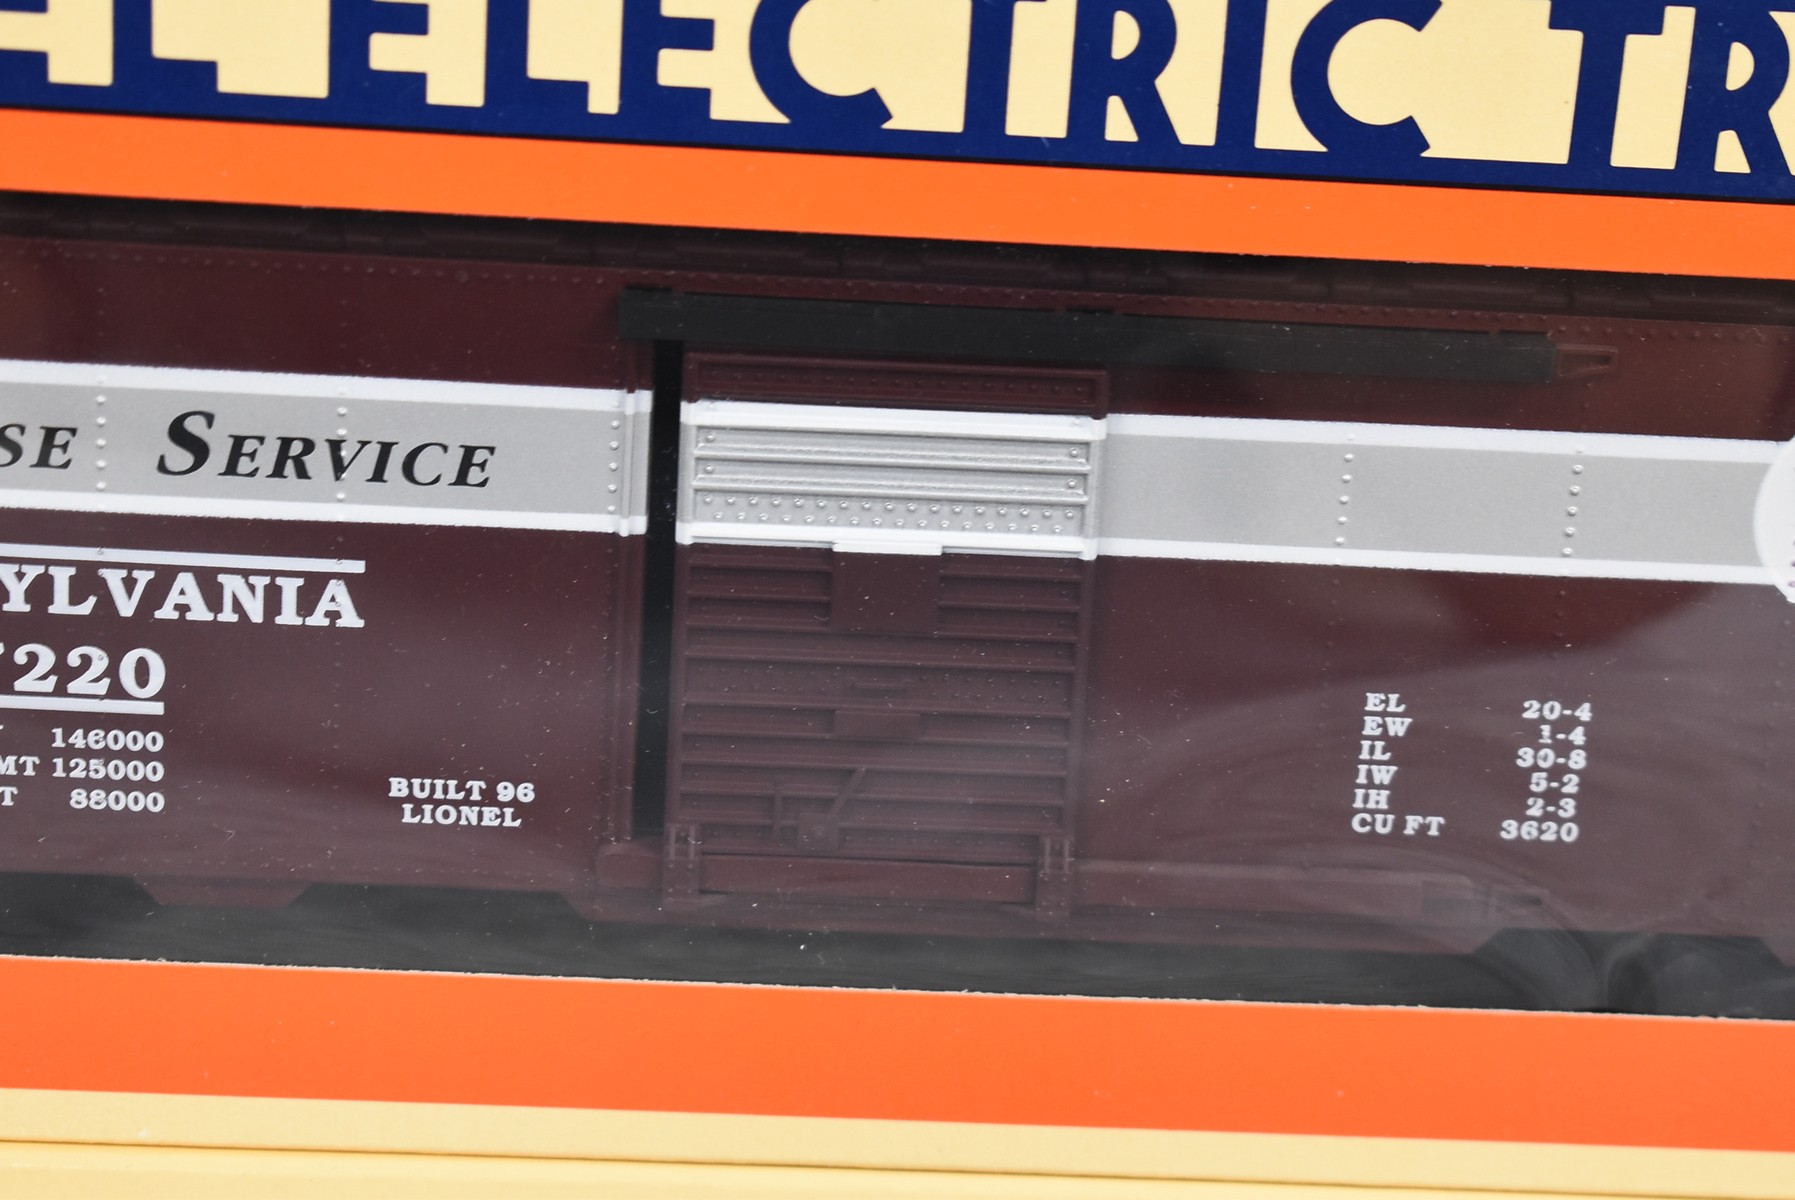 EL ELECTRIC TR
SE SERVICE
YLVANIA
220
146000
MT 125000
T 88000
BUILT 96
LIONEL
EL 20-4
EW 1-4
IL 30-8
IW 5-2
IH 2-3
CU FT 3620